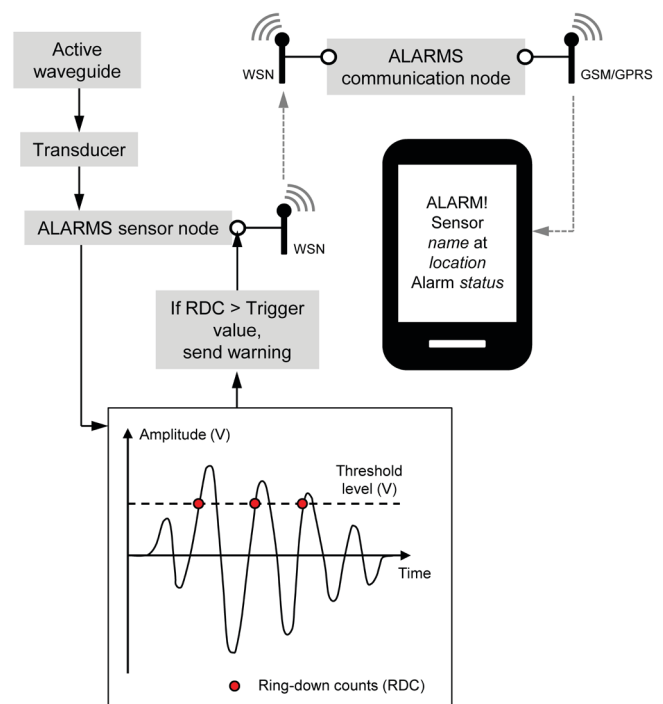 Active
waveguide
Transducer
ALARMS sensor node
WSN
If RDC > Trigger
value,
send warning
WSN
ALARMS
communication node
GSM/GPRS
ALARM!
Sensor
name at
location
Alarm status
Amplitude (V)
Threshold
level (V)
Time
Ring-down counts (RDC)